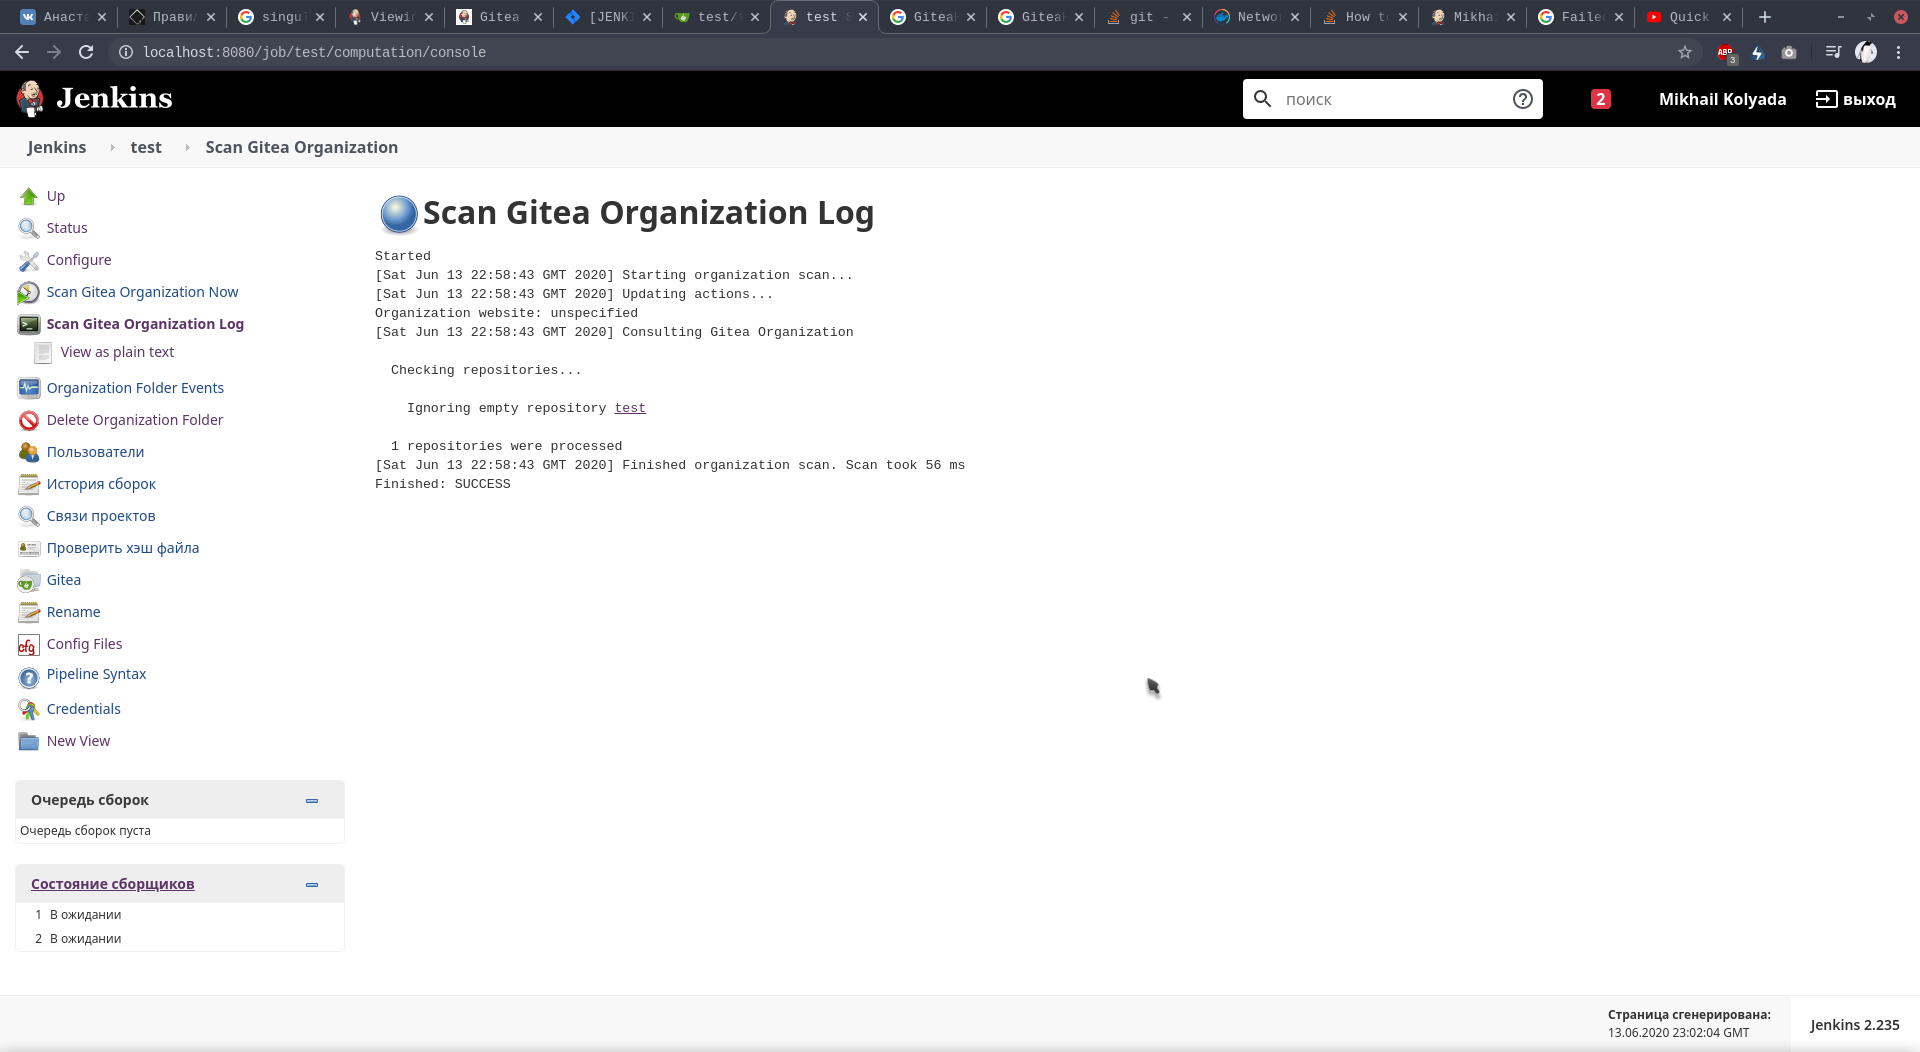 Анаст
Прави
singu
Viewi
Gitea
[JENK
test/
test S
Gitea
Gitea
git -
Netwo
How to
Mikha
Faile
Quick
localhost:8080/job/test/computation/console
ABP
3
Jenkins
поиск
2
Mikhail Kolyada
выход
Jenkins
test
Scan Gitea Organization
Up
Status
Configure
Scan Gitea Organization Now
Scan Gitea Organization Log
View as plain text
Organization Folder Events
Delete Organization Folder
Пользователи
История сборок
Связи проектов
Проверить хэш файла
Gitea
Rename
cfg
Config Files
Pipeline Syntax
Credentials
New View
Очередь сборок
Очередь сборок пуста
Состояние сборщиков
1 В ожидании
2 В ожидании
Scan Gitea Organization Log
Started
[Sat Jun 13 22:58:43 GMT 2020] Starting organization scan...
[Sat Jun 13 22:58:43 GMT 2020] Updating actions...
Organization website: unspecified
[Sat Jun 13 22:58:43 GMT 2020] Consulting Gitea Organization
Checking repositories...
Ignoring empty repository test
1 repositories were processed
[Sat Jun 13 22:58:43 GMT 2020] Finished organization scan. Scan took 56 ms
Finished: SUCCESS
Страница сгенерирована:
13.06.2020 23:02:04 GMT
Jenkins 2.235